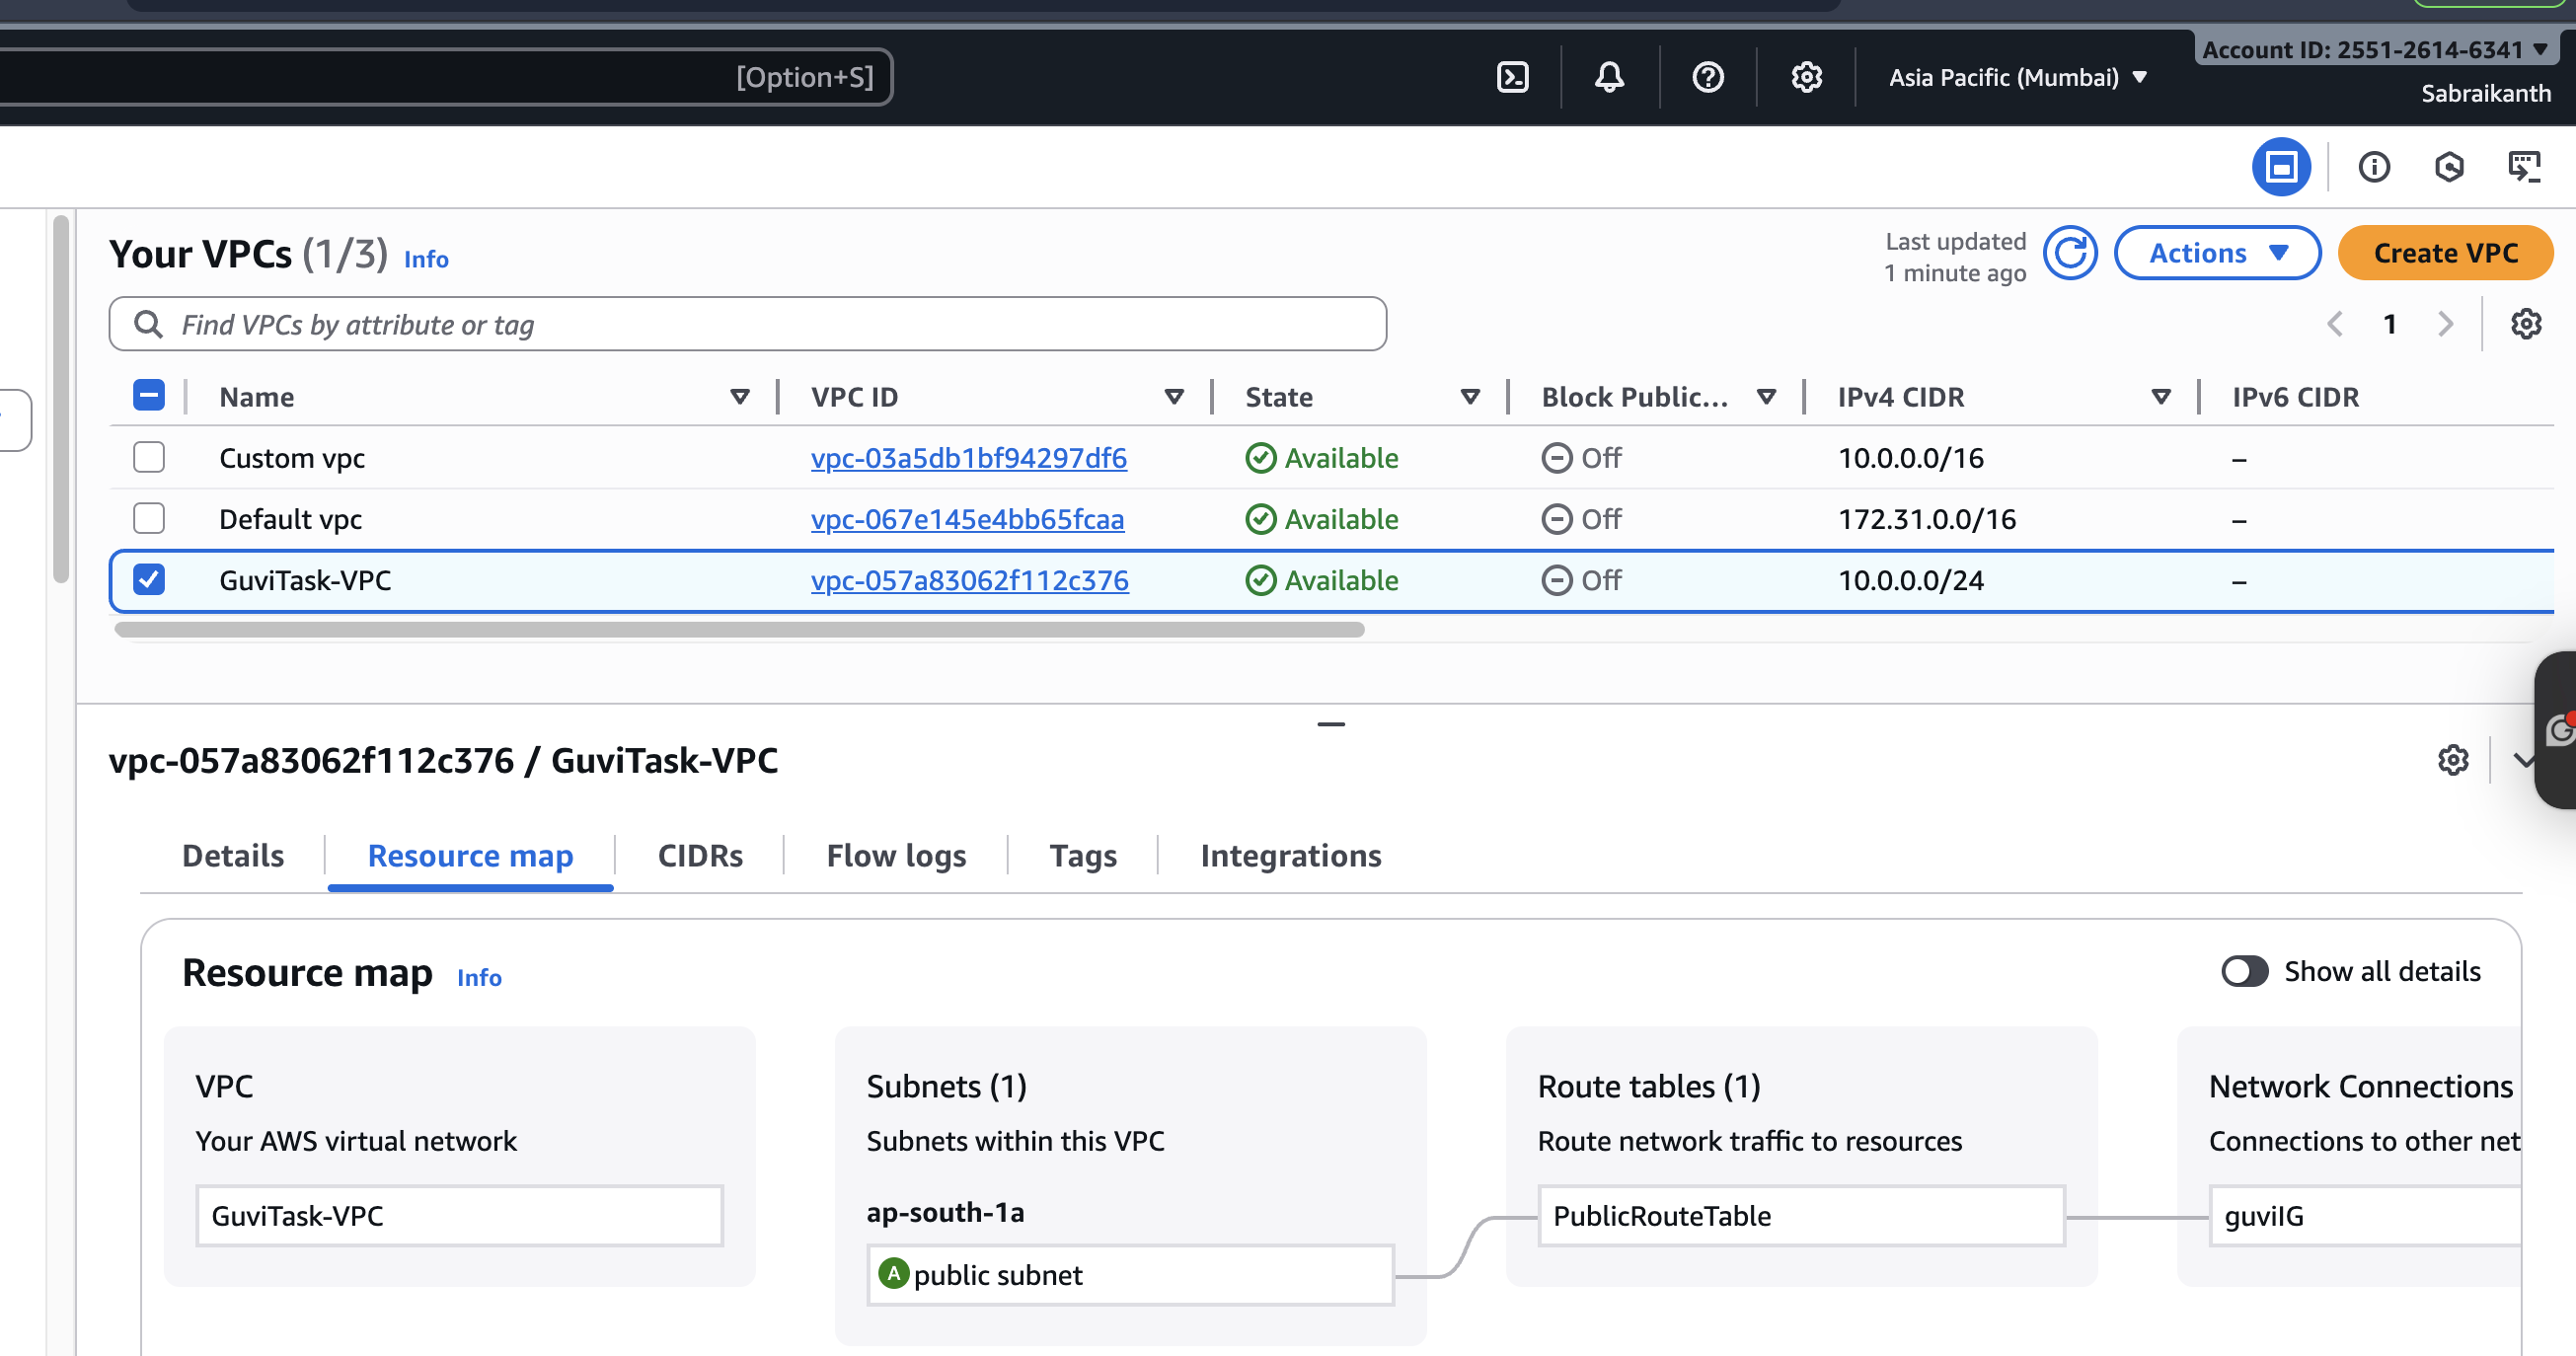 [Option+S]
Asia Pacific (Mumbai)
Account ID: 2551-2614-6341
Sabraikanth
Your VPCs (1/3) Info
Last updated
1 minute ago
Actions
Create VPC
Find VPCs by attribute or tag
1
Name VPC ID State Block Public... IPv4 CIDR IPv6 CIDR
Custom vpc vpc-03a5db1bf94297df6 Available Off 10.0.0.0/16 –
Default vpc vpc-067e145e4bb65fcaa Available Off 172.31.0.0/16 –
GuviTask-VPC vpc-057a83062f112c376 Available Off 10.0.0.0/24 –
vpc-057a83062f112c376 / GuviTask-VPC
Details Resource map CIDRs Flow logs Tags Integrations
Resource map Info
Show all details
VPC
Your AWS virtual network
GuviTask-VPC
Subnets (1)
Subnets within this VPC
ap-south-1a
A public subnet
Route tables (1)
Route network traffic to resources
PublicRouteTable
Network Connections
Connections to other net
guviIG